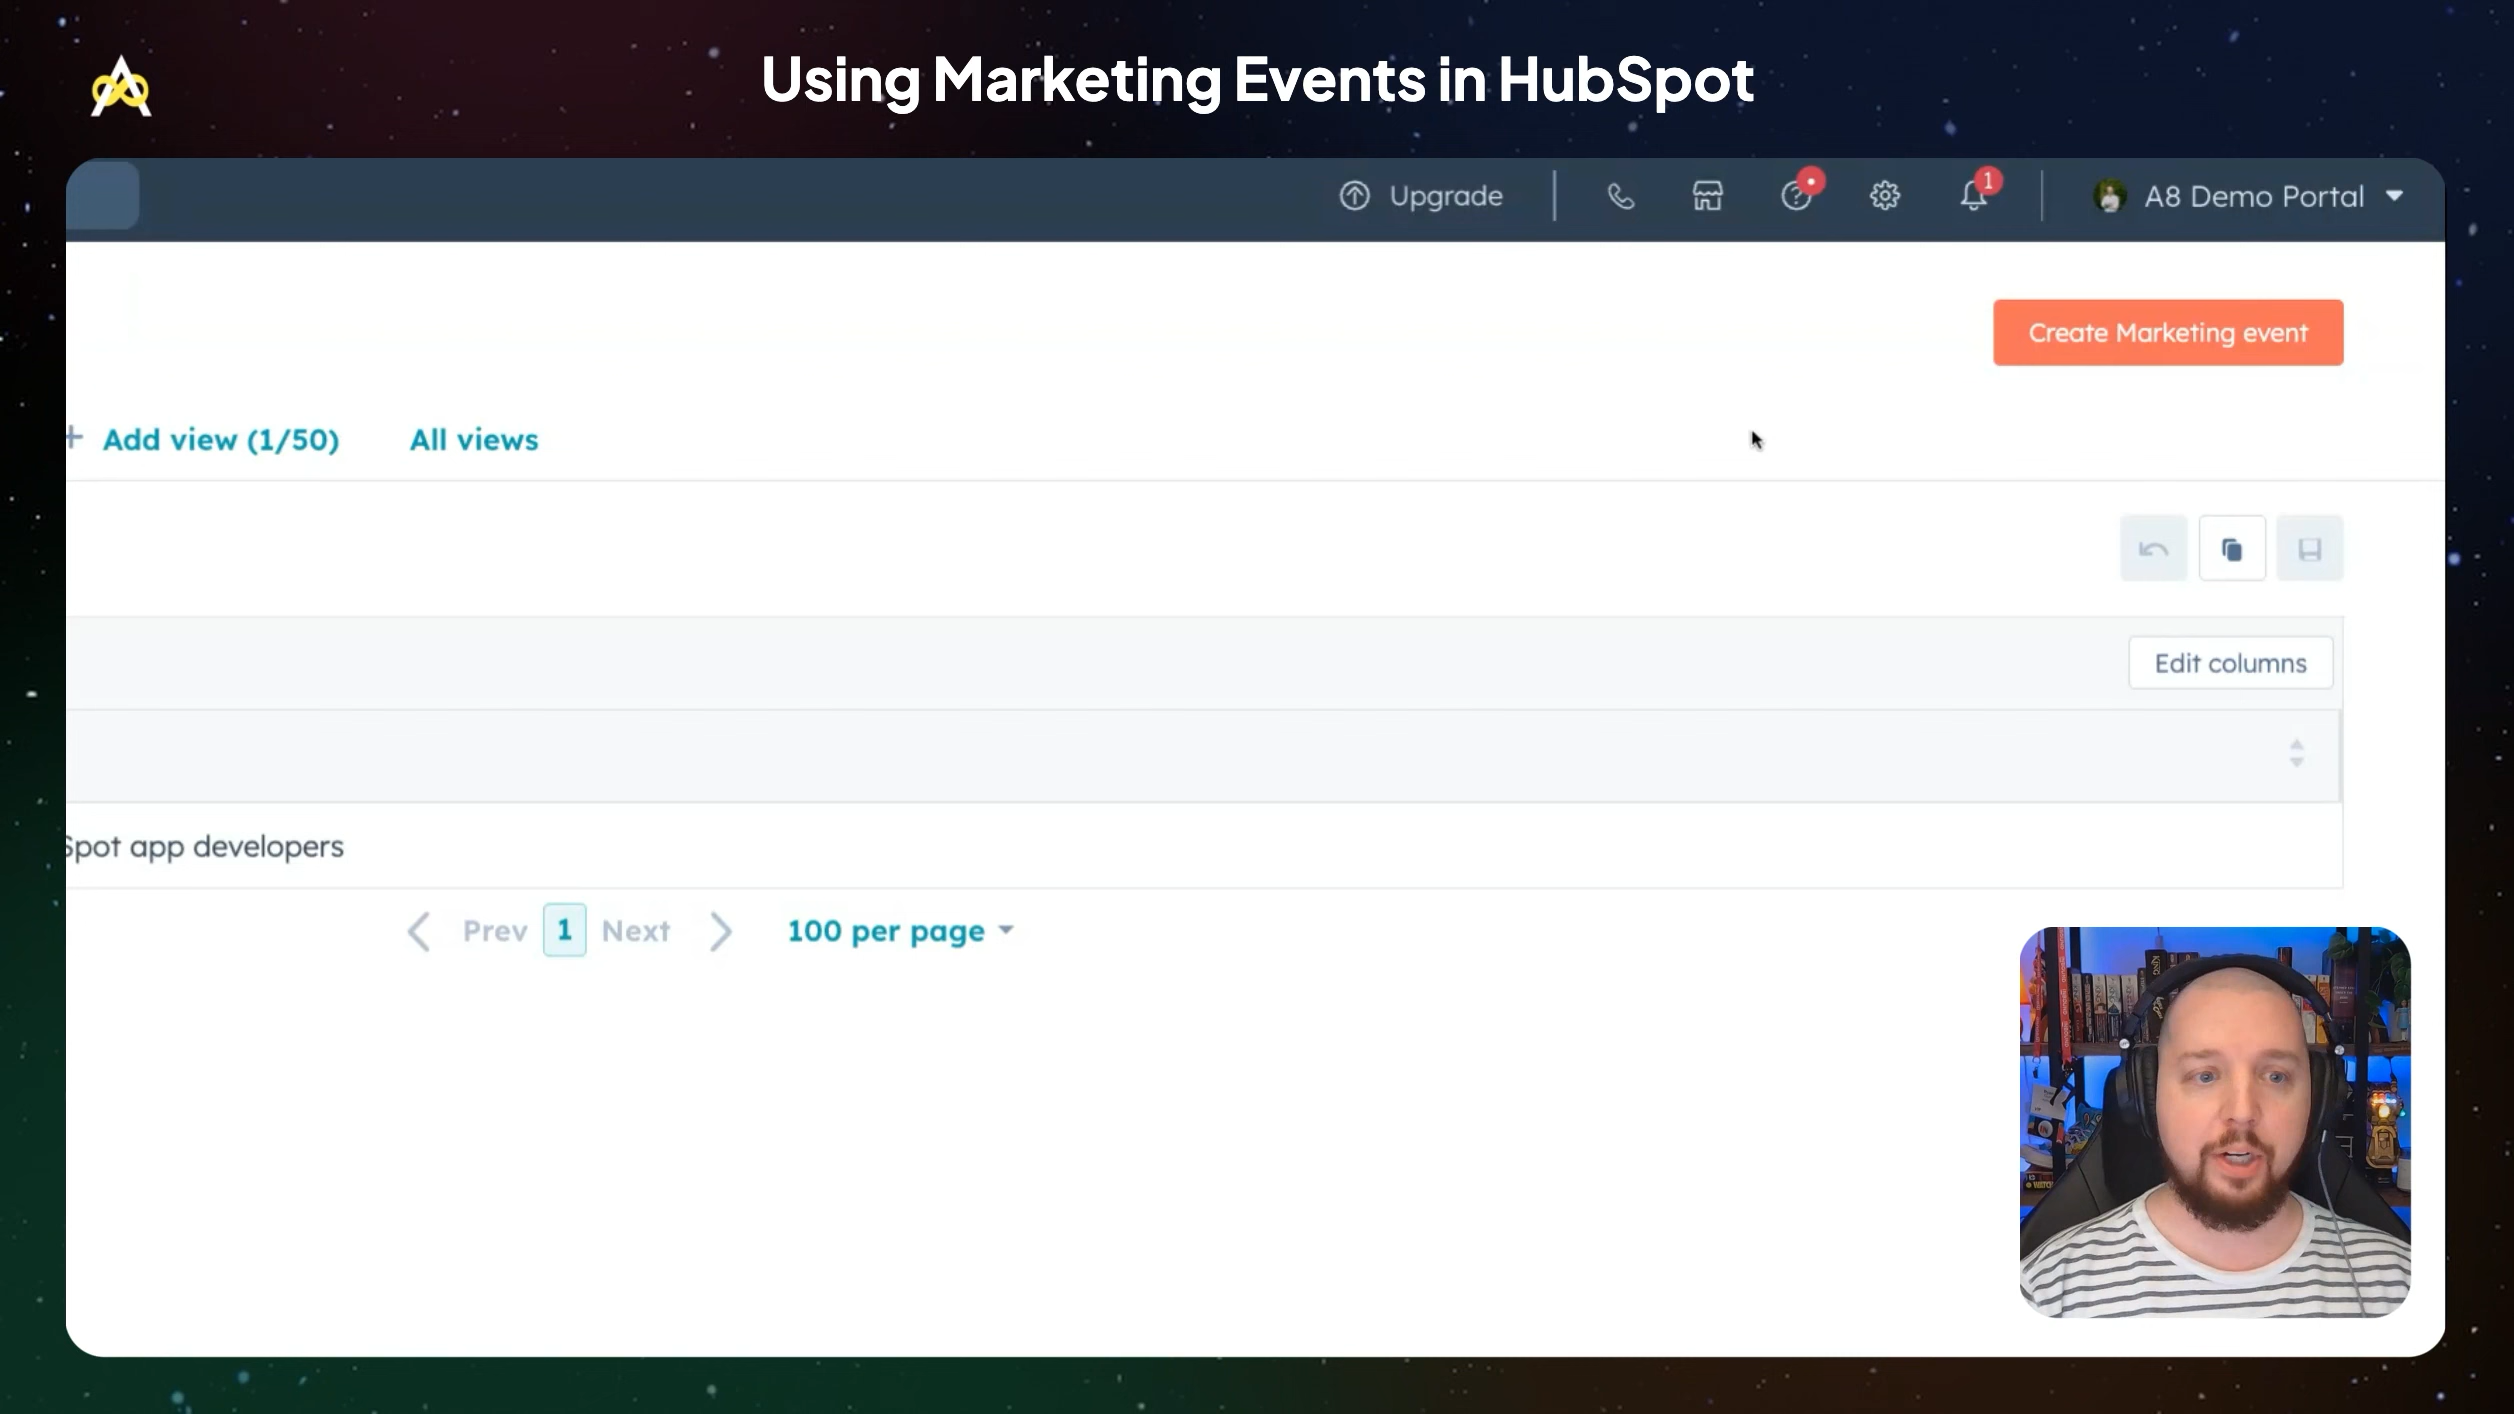 Using Marketing Events in HubSpot
Upgrade
1
A8 Demo Portal
Create Marketing event
+ Add view (1/50)
All views
Edit columns
Spot app developers
Prev 1 Next
100 per page